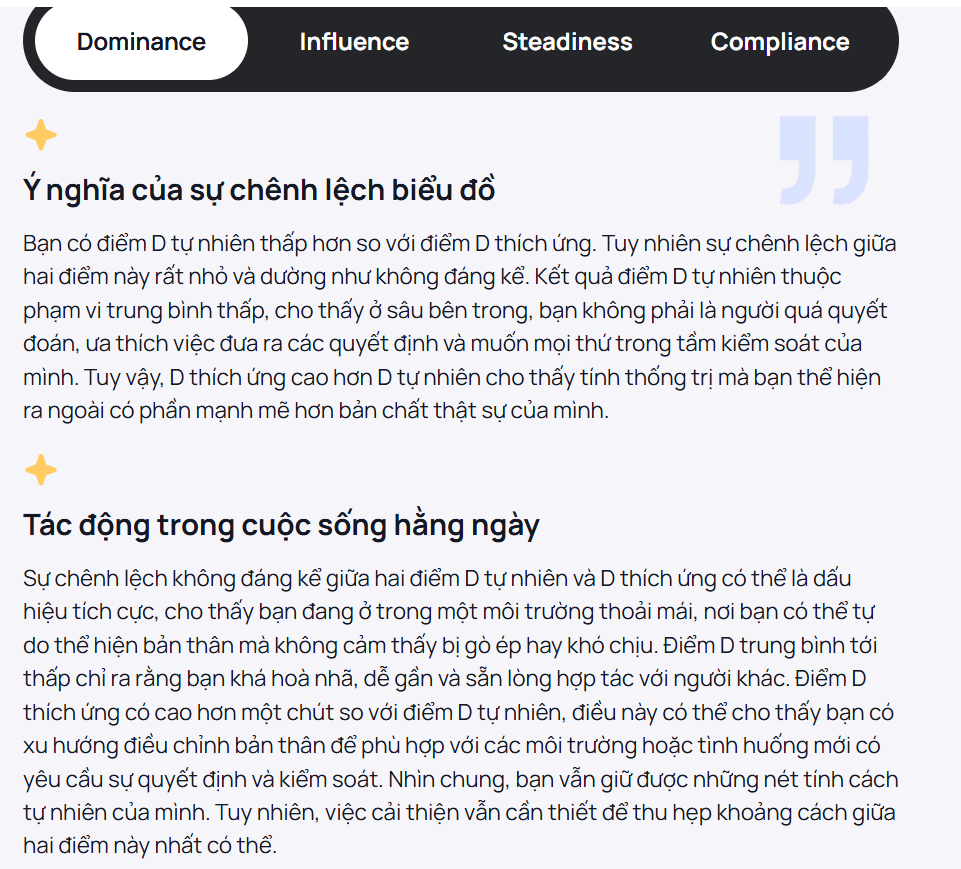 Dominance Influence Steadiness Compliance
Ý nghĩa của sự chênh lệch biểu đồ
Bạn có điểm D tự nhiên thấp hơn so với điểm D thích ứng. Tuy nhiên sự chênh lệch giữa
hai điểm này rất nhỏ và dường như không đáng kể. Kết quả điểm D tự nhiên thuộc
phạm vi trung bình thấp, cho thấy ở sâu bên trong, bạn không phải là người quá quyết
đoán, ưa thích việc đưa ra các quyết định và muốn mọi thứ trong tầm kiểm soát của
mình. Tuy vậy, D thích ứng cao hơn D tự nhiên cho thấy tính thống trị mà bạn thể hiện
ra ngoài có phần mạnh mẽ hơn bản chất thật sự của mình.
Tác động trong cuộc sống hằng ngày
Sự chênh lệch không đáng kể giữa hai điểm D tự nhiên và D thích ứng có thể là dấu
hiệu tích cực, cho thấy bạn đang ở trong một môi trường thoải mái, nơi bạn có thể tự
do thể hiện bản thân mà không cảm thấy bị gò ép hay khó chịu. Điểm D trung bình tới
thấp chỉ ra rằng bạn khá hoà nhã, dễ gần và sẵn lòng hợp tác với người khác. Điểm D
thích ứng có cao hơn một chút so với điểm D tự nhiên, điều này có thể cho thấy bạn có
xu hướng điều chỉnh bản thân để phù hợp với các môi trường hoặc tình huống mới có
yêu cầu sự quyết định và kiểm soát. Nhìn chung, bạn vẫn giữ được những nét tính cách
tự nhiên của mình. Tuy nhiên, việc cải thiện vẫn cần thiết để thu hẹp khoảng cách giữa
hai điểm này nhất có thể.